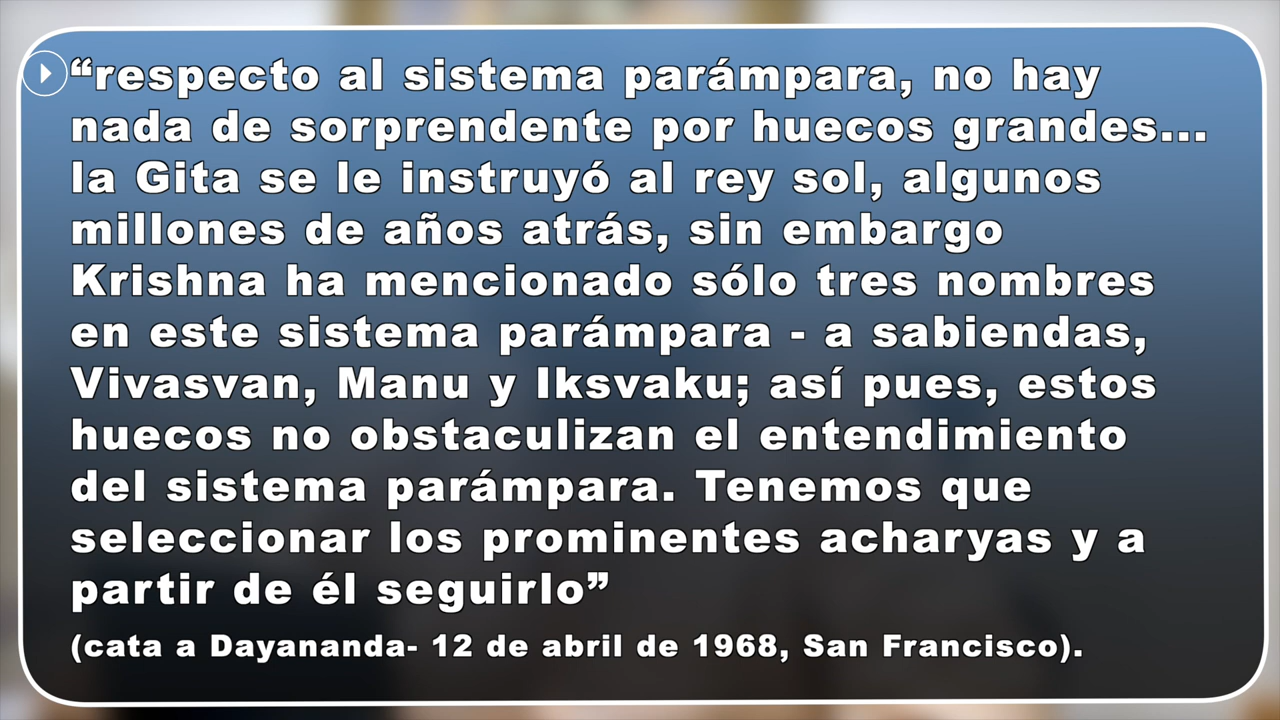 “respecto al sistema parámpara, no hay
nada de sorprendente por huecos grandes...
la Gita se le instruyó al rey sol, algunos
millones de años atrás, sin embargo
Krishna ha mencionado sólo tres nombres
en este sistema parámpara - a sabiendas,
Vivasvan, Manu y Iksvaku; así pues, estos
huecos no obstaculizan el entendimiento
del sistema parámpara. Tenemos que
seleccionar los prominentes acharyas y a
partir de él seguirlo”
(cata a Dayananda- 12 de abril de 1968, San Francisco).